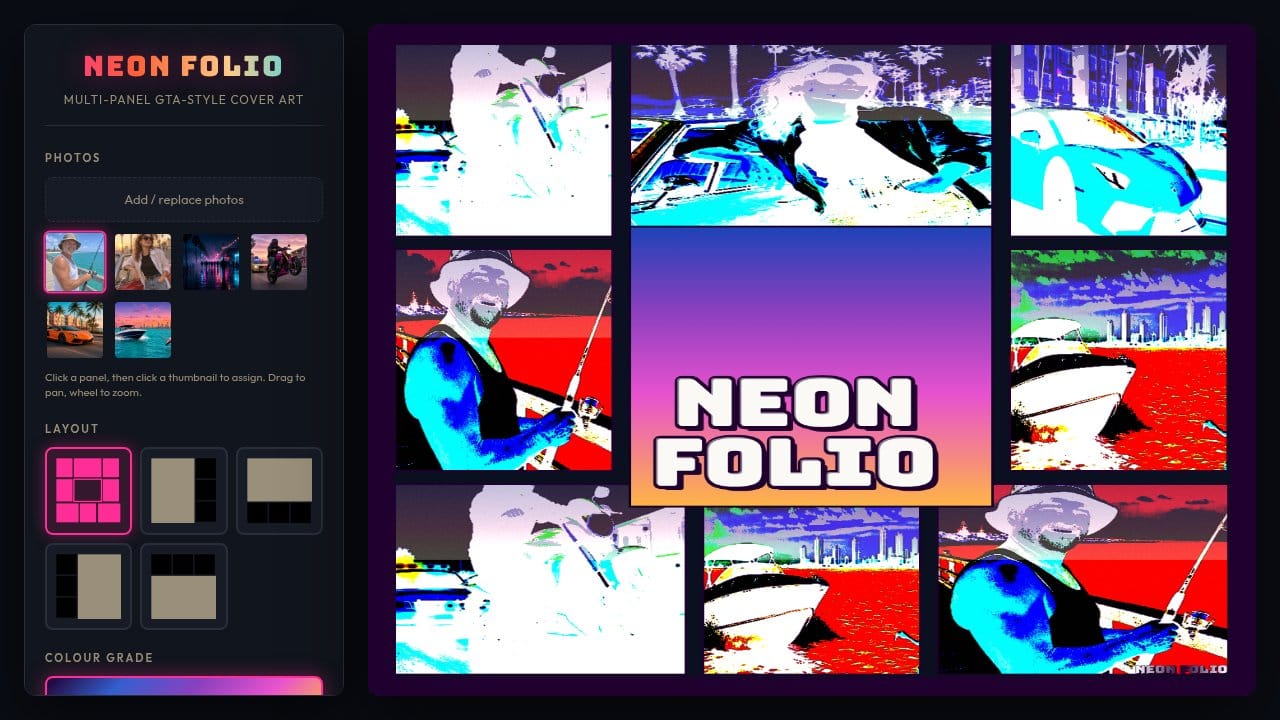 NEON FOLIO
MULTI-PANEL GTA-STYLE COVER ART
PHOTOS
Add / replace photos
Click a panel, then click a thumbnail to assign. Drag to
pan, wheel to zoom.
LAYOUT
COLOUR GRADE
NEON
FOLIO
NEON FOLIO